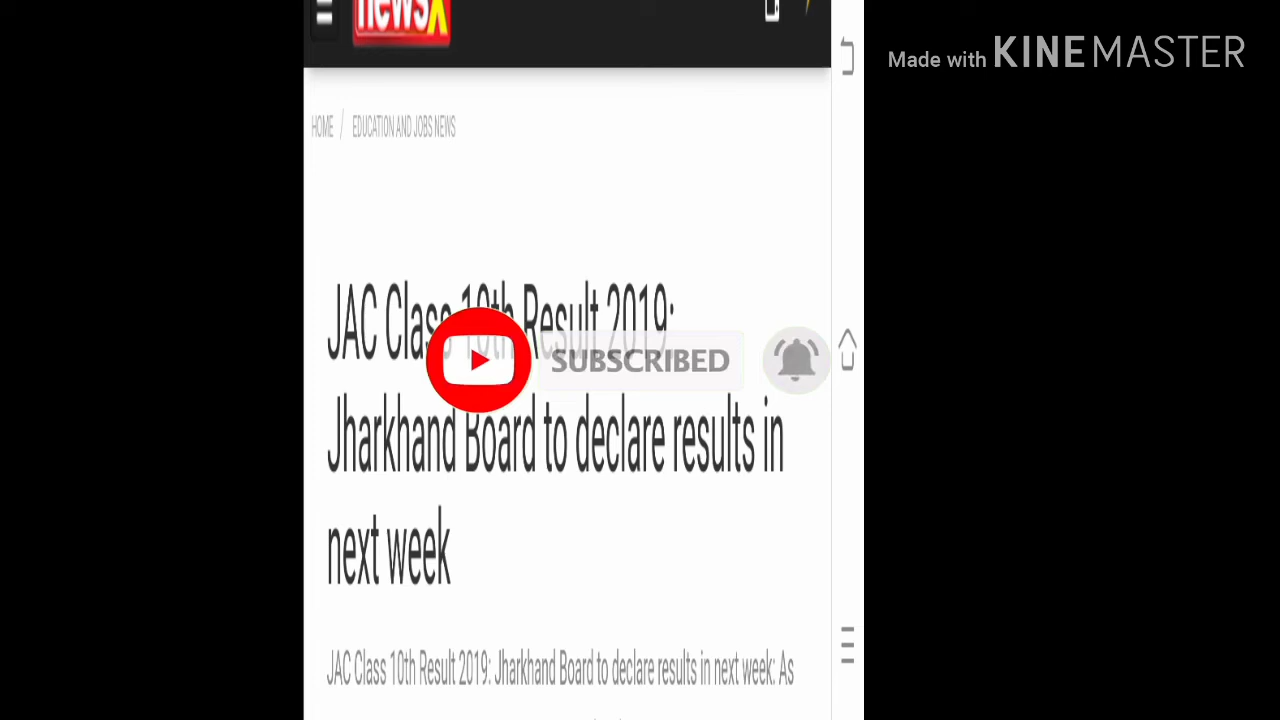 newsX
Made with KINEMASTER
HOME / EDUCATION AND JOBS NEWS
JAC Class 10th Result 2019:
SUBSCRIBED
Jharkhand Board to declare results in
next week
JAC Class 10th Result 2019: Jharkhand Board to declare results in next week: As